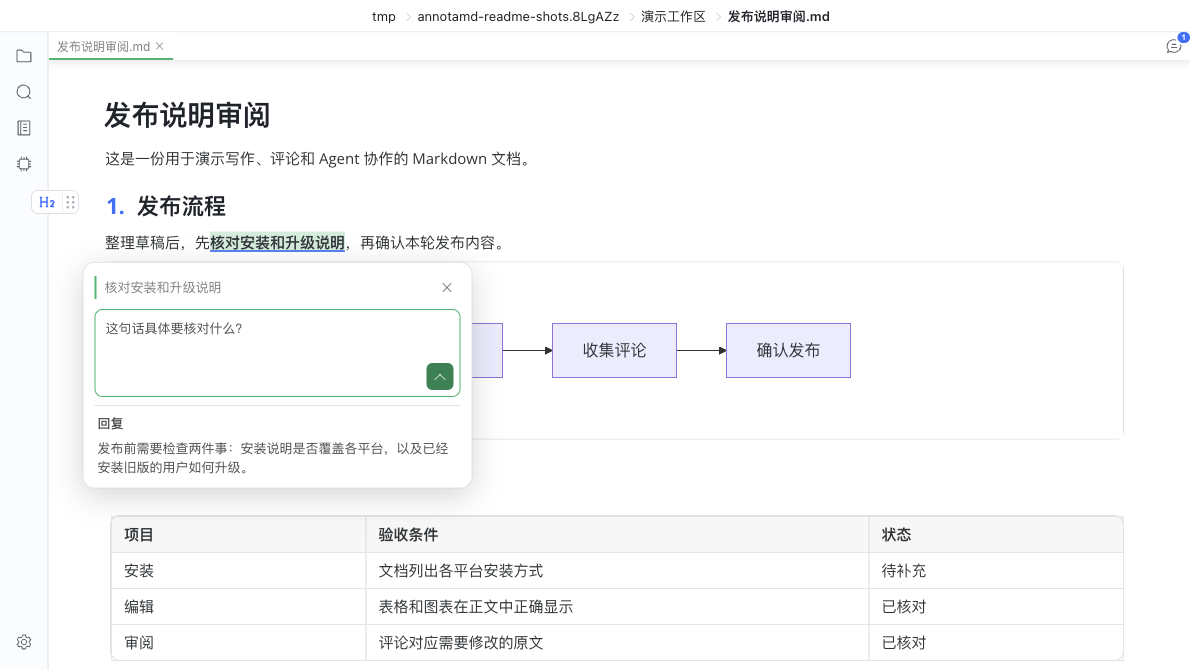 tmp > annotamd-readme-shots.8LgAZz > 演示工作区 > 发布说明审阅.md
发布说明审阅.md
1
发布说明审阅
这是一份用于演示写作、评论和 Agent 协作的 Markdown 文档。
H2
1. 发布流程
整理草稿后，先核对安装和升级说明，再确认本轮发布内容。
核对安装和升级说明
这句话具体要核对什么？
回复
发布前需要检查两件事：安装说明是否覆盖各平台，以及已经
安装旧版的用户如何升级。
收集评论
确认发布
项目 验收条件 状态
安装 文档列出各平台安装方式 待补充
编辑 表格和图表在正文中正确显示 已核对
审阅 评论对应需要修改的原文 已核对